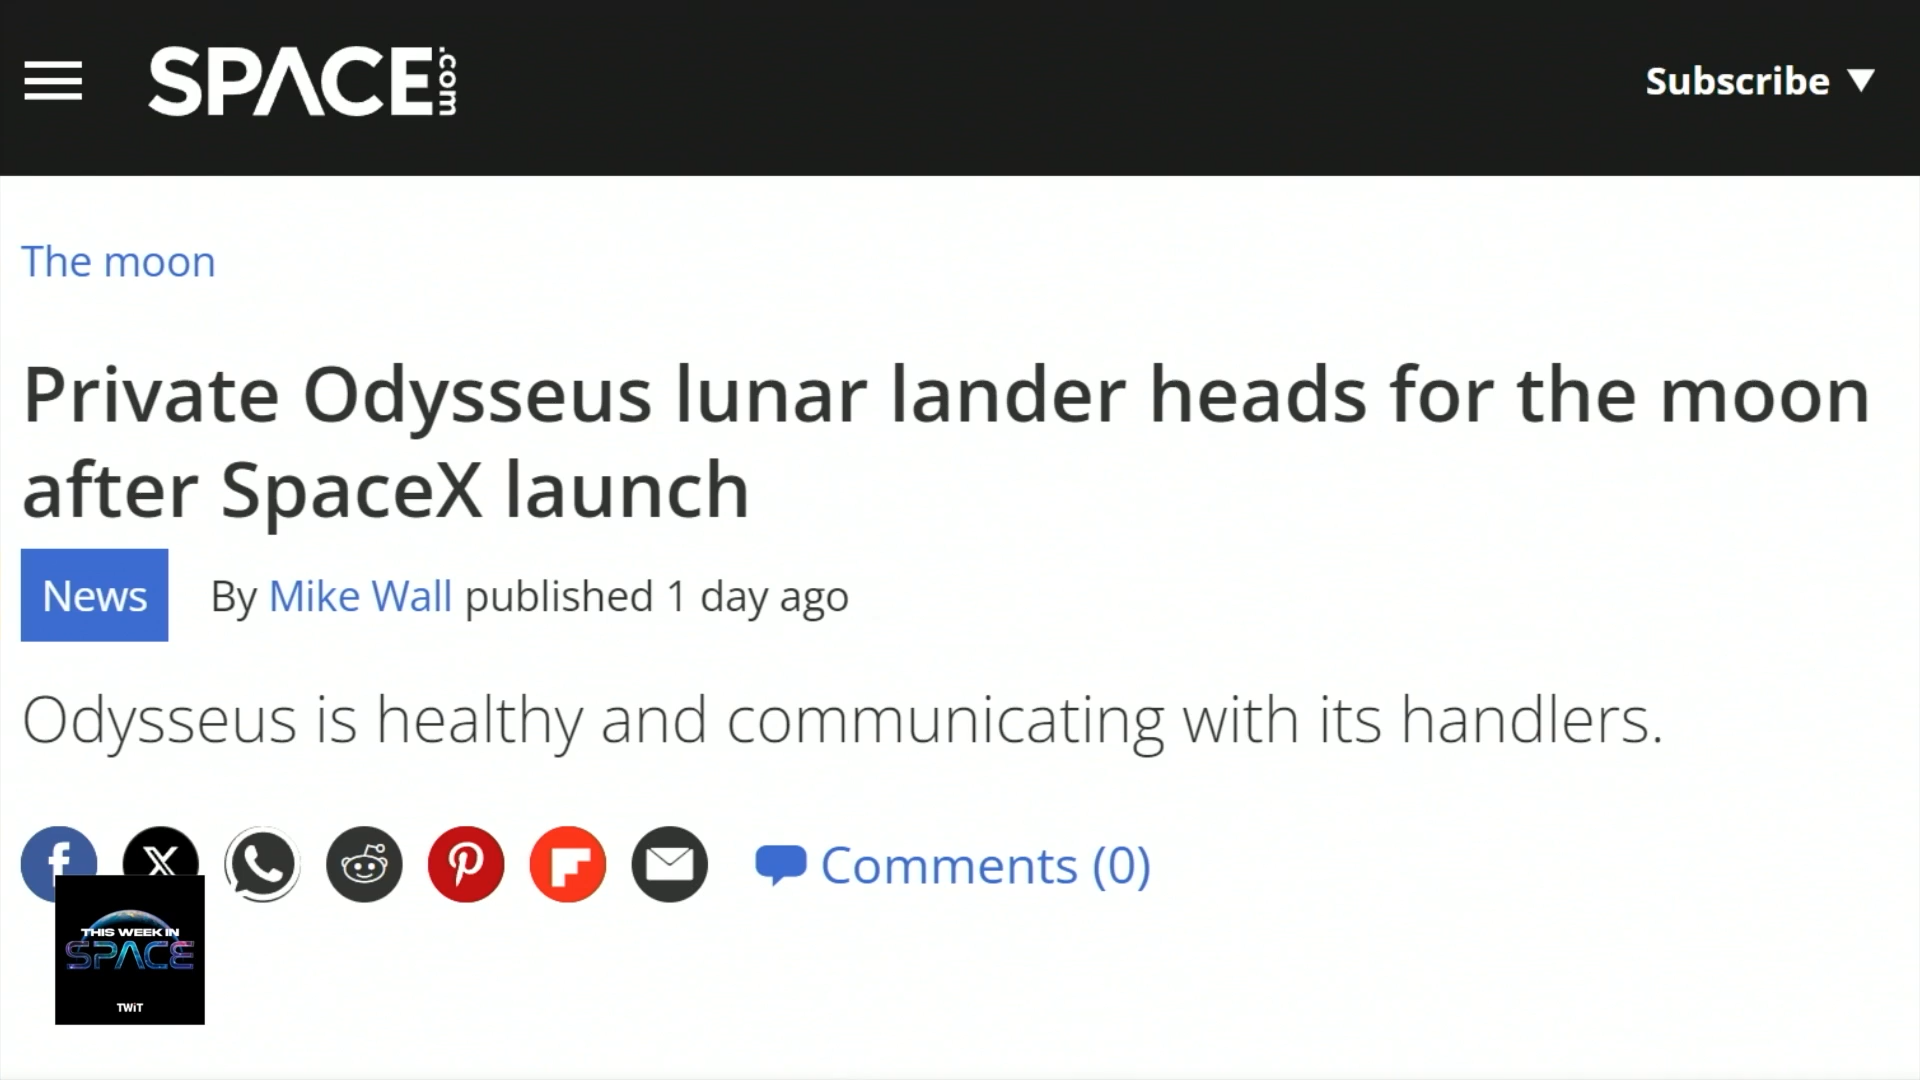 SPACE.com
Subscribe ▼
The moon
Private Odysseus lunar lander heads for the moon
after SpaceX launch
News By Mike Wall published 1 day ago
Odysseus is healthy and communicating with its handlers.
Comments (0)
THIS WEEK IN
SPACE
TWiT